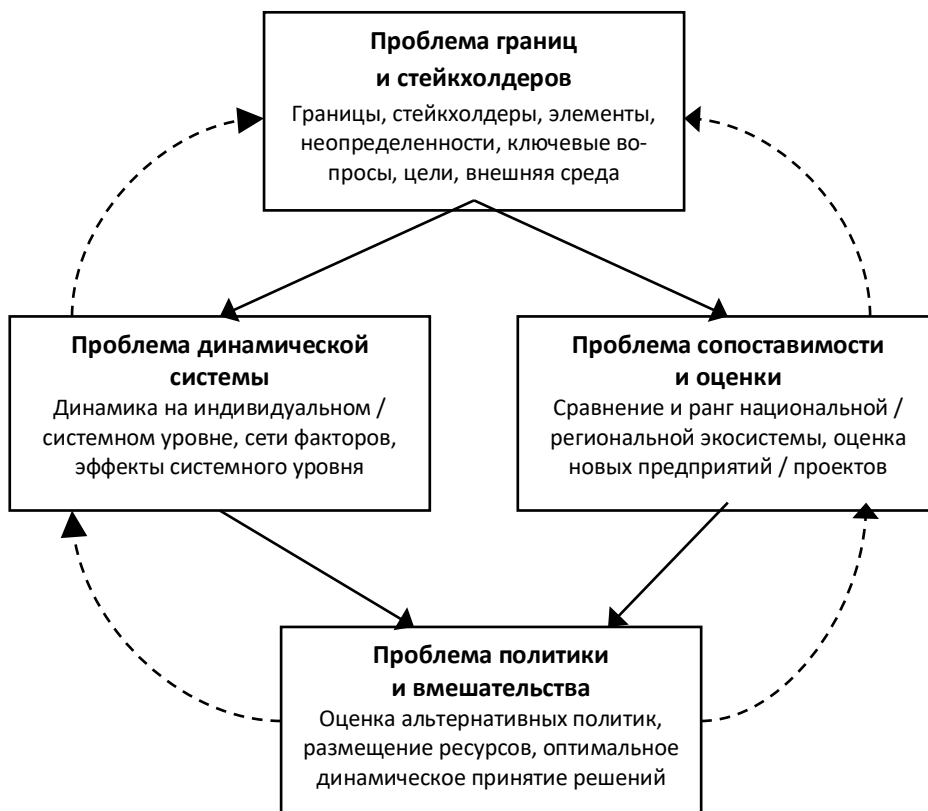 Проблема границ
и стейкхолдеров
Границы, стейкхолдеры, элементы,
неопределенности, ключевые во-
просы, цели, внешняя среда
Проблема динамической
системы
Динамика на индивидуальном /
системном уровне, сети факторов,
эффекты системного уровня
Проблема сопоставимости
и оценки
Сравнение и ранг национальной /
региональной экосистемы, оценка
новых предприятий / проектов
Проблема политики
и вмешательства
Оценка альтернативных политик,
размещение ресурсов, оптимальное
динамическое принятие решений